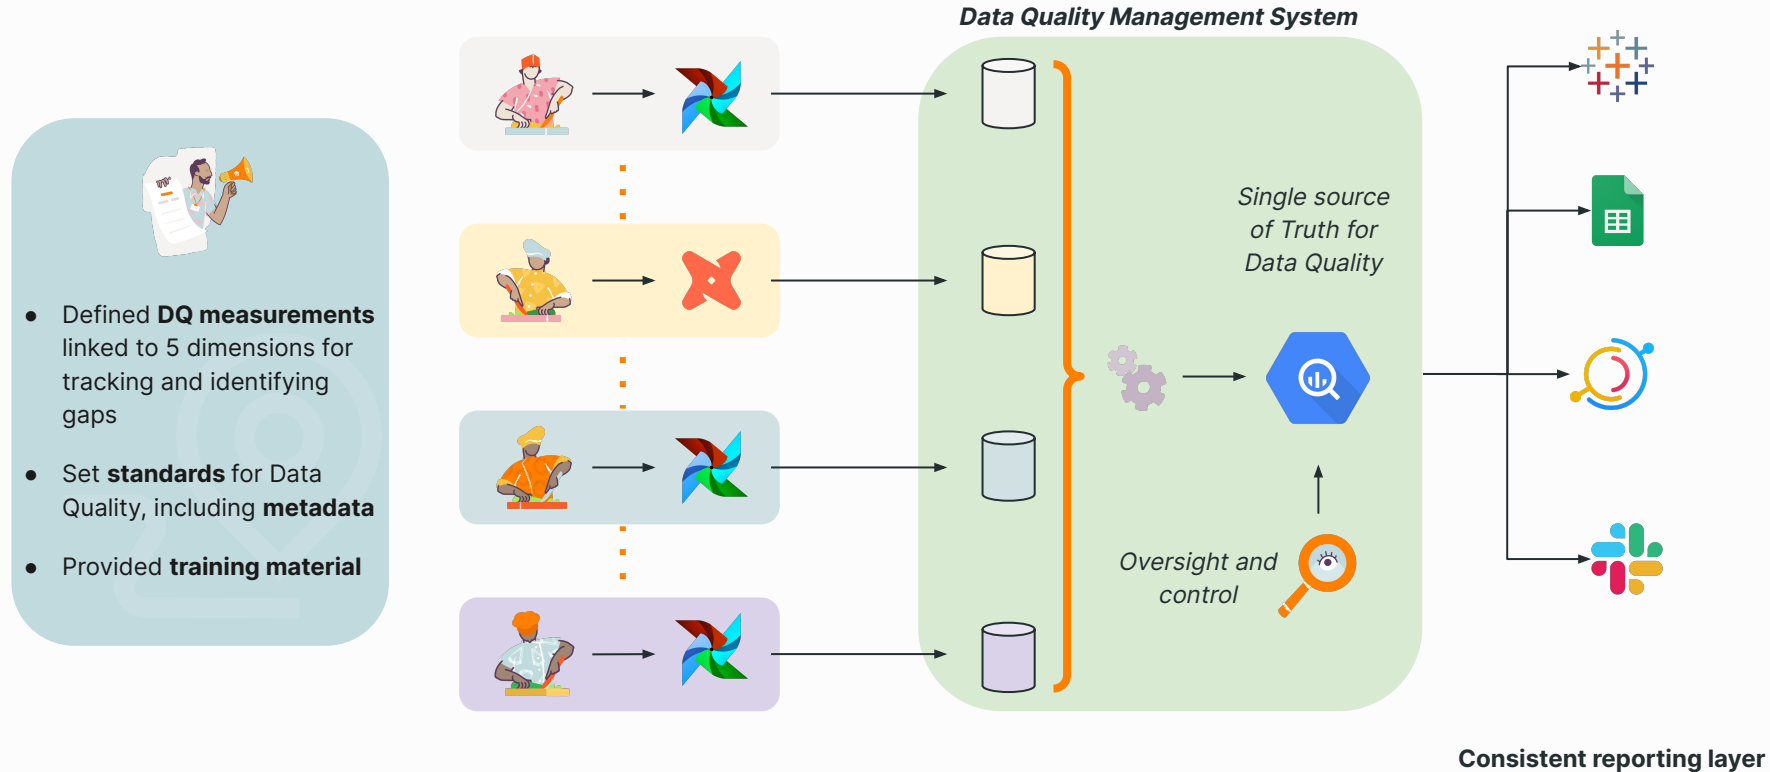 Data Quality Management System
● Defined DQ measurements
linked to 5 dimensions for
tracking and identifying
gaps
● Set standards for Data
Quality, including metadata
● Provided training material
Single source
of Truth for
Data Quality
Oversight and
control
Consistent reporting layer